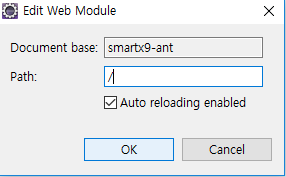 Edit Web Module
Document base: smartx9-ant
Path: /
Auto reloading enabled
OK Cancel